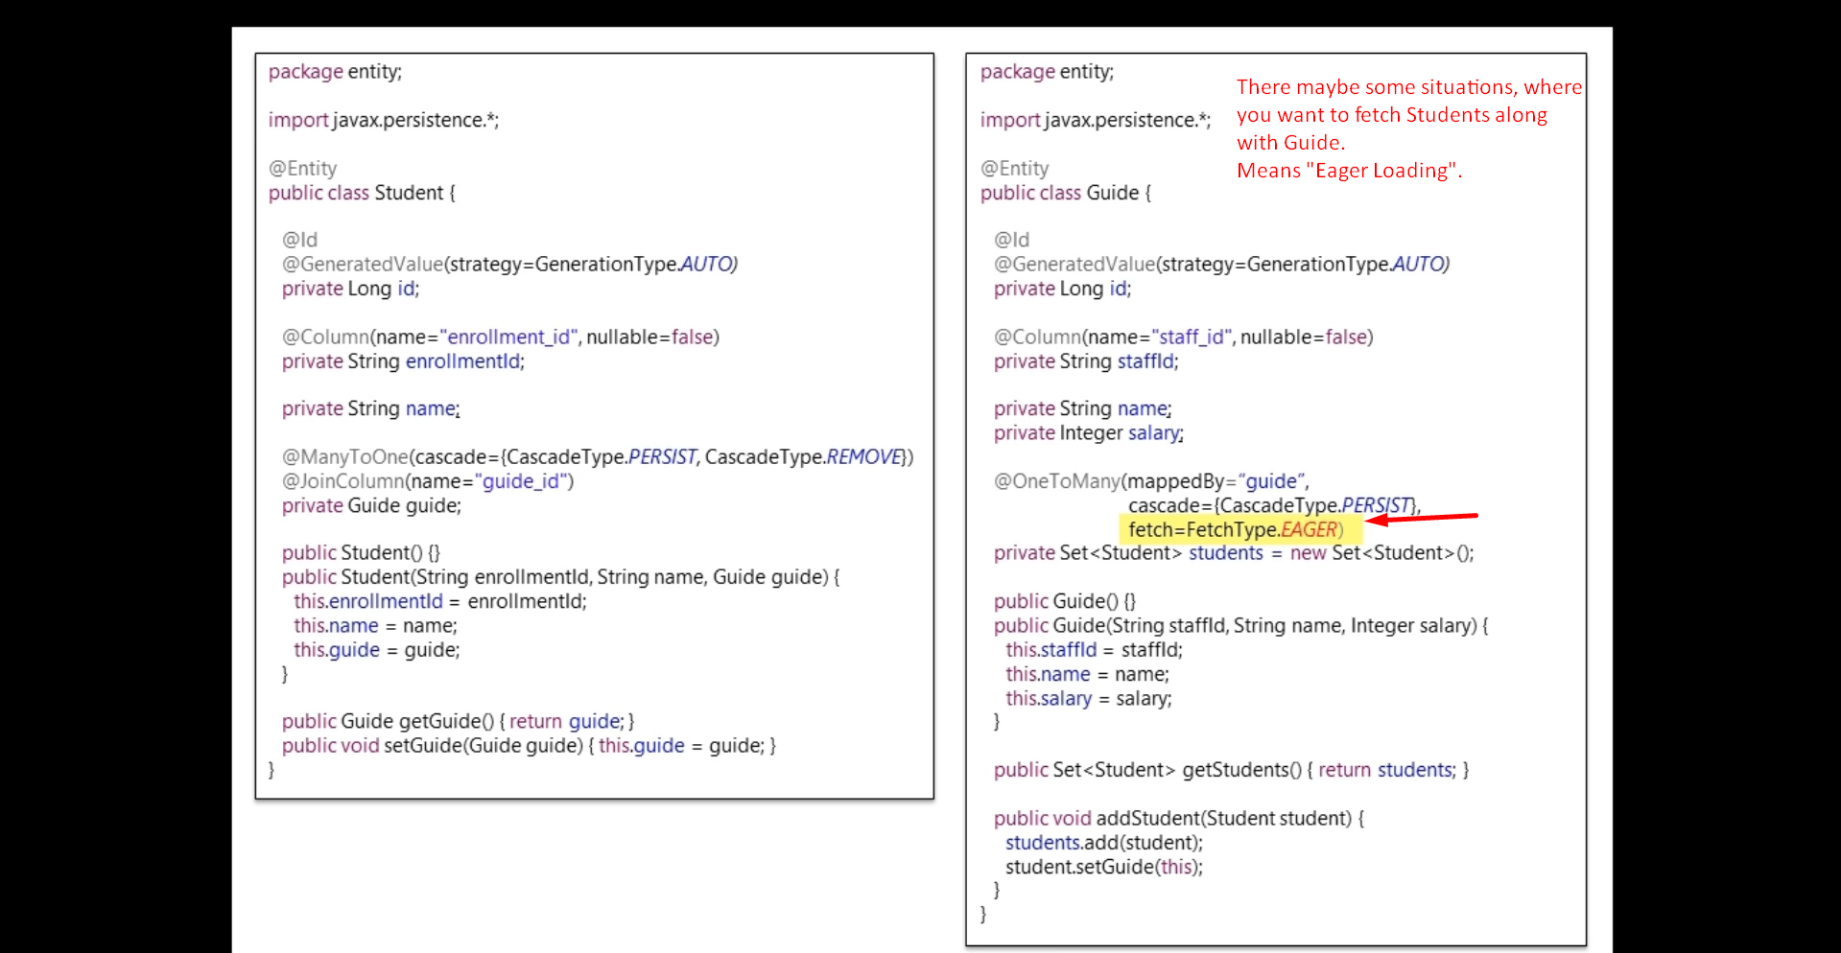 package entity;
import javax.persistence.*;
@Entity
public class Student {
@Id
@GeneratedValue(strategy=GenerationType.AUTO)
private Long id;
@Column(name="enrollment_id", nullable=false)
private String enrollmentId;
private String name;
@ManyToOne(cascade={CascadeType.PERSIST, CascadeType.REMOVE})
@JoinColumn(name="guide_id")
private Guide guide;
public Student() {}
public Student(String enrollmentId, String name, Guide guide) {
this.enrollmentId = enrollmentId;
this.name = name;
this.guide = guide;
}
public Guide getGuide() { return guide; }
public void setGuide(Guide guide) { this.guide = guide; }
}
package entity;
import javax.persistence.*;
There maybe some situations, where
you want to fetch Students along
with Guide.
Means "Eager Loading".
@Entity
public class Guide {
@Id
@GeneratedValue(strategy=GenerationType.AUTO)
private Long id;
@Column(name="staff_id", nullable=false)
private String staffId;
private String name;
private Integer salary;
@OneToMany(mappedBy=“guide”,
cascade={CascadeType.PERSIST},
fetch=FetchType.EAGER)
private Set<Student> students = new Set<Student>();
public Guide() {}
public Guide(String staffId, String name, Integer salary) {
this.staffId = staffId;
this.name = name;
this.salary = salary;
}
public Set<Student> getStudents() { return students; }
public void addStudent(Student student) {
students.add(student);
student.setGuide(this);
}
}